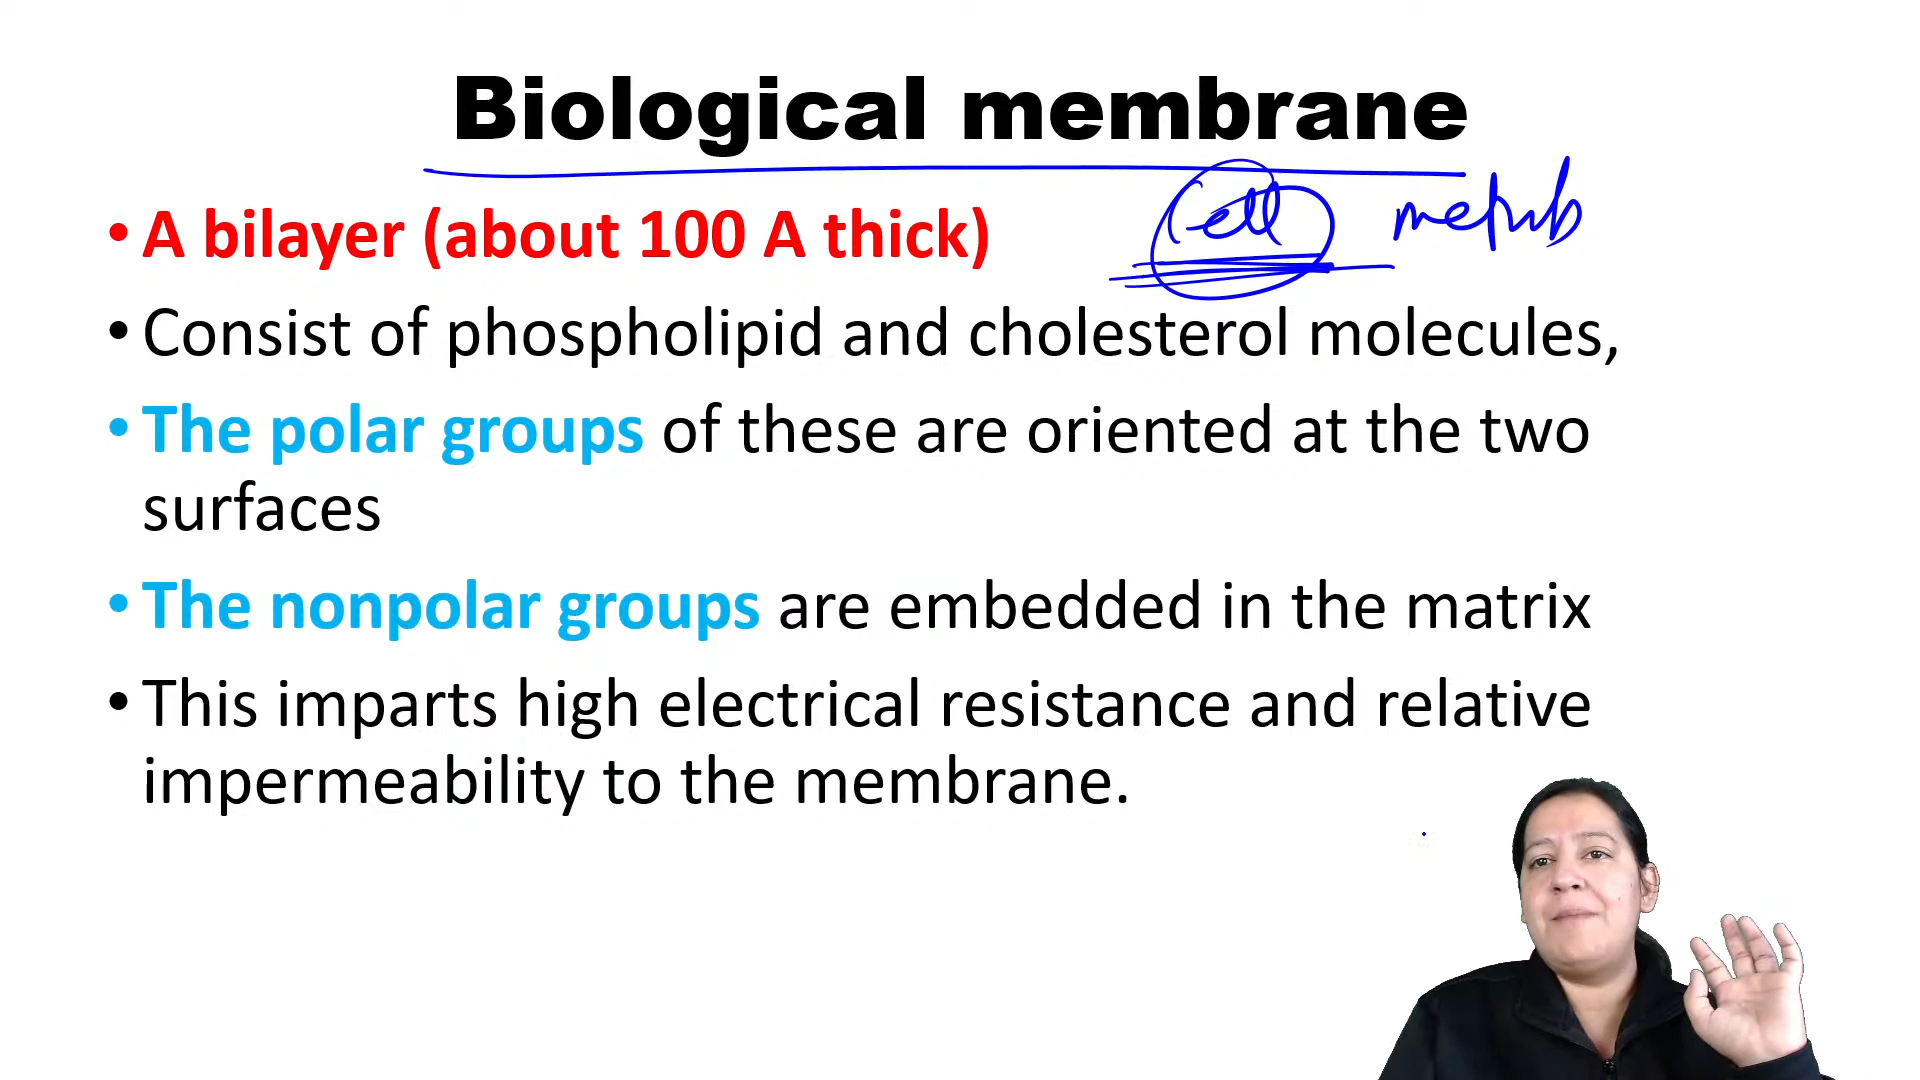 Biological membrane
Cell
• A bilayer (about 100 A thick)
• Consist of phospholipid and cholesterol molecules,
• The polar groups of these are oriented at the two
surfaces
• The nonpolar groups are embedded in the matrix
• This imparts high electrical resistance and relative
impermeability to the membrane.